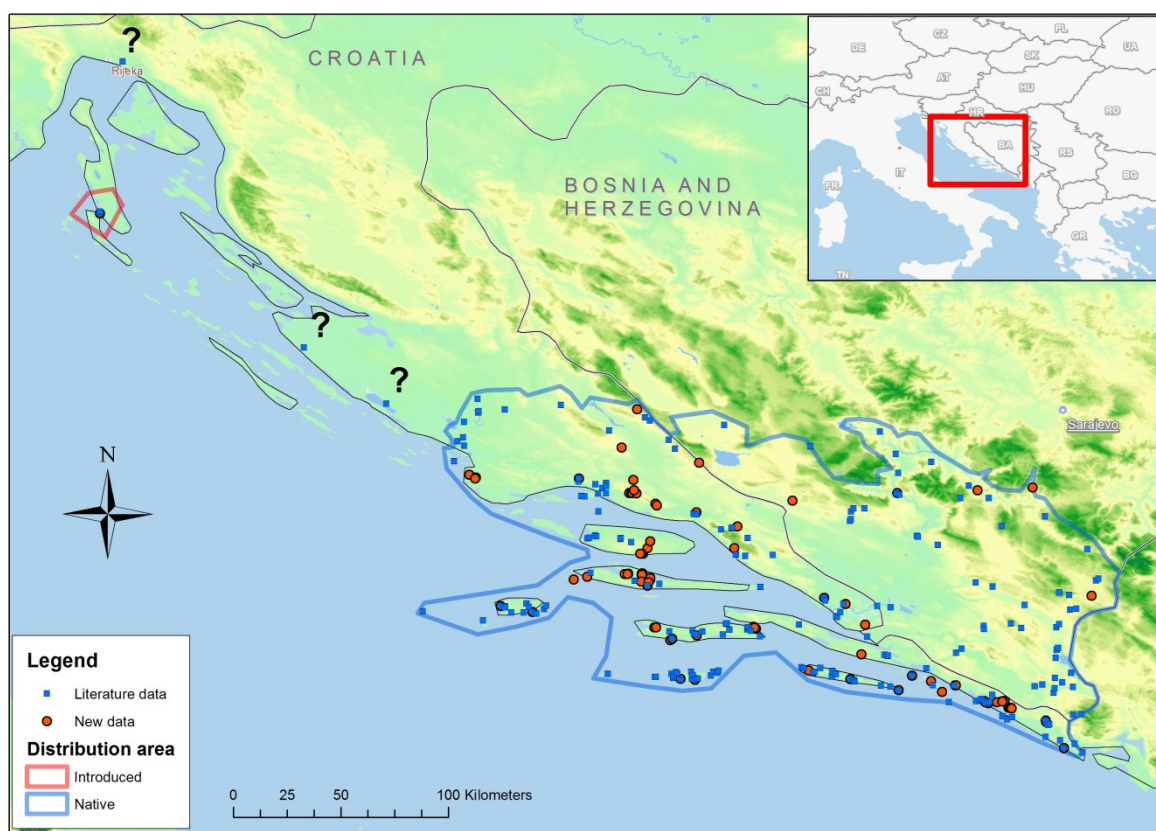 ?
Rijeka
CROATIA
BOSNIA AND
HERZEGOVINA
?
?
Sarajevo
N
DE
CZ
PL
UA
SK
AT
HU
CH
RO
HR
BA
RS
IT
BG
FR
GR
TN
Legend
Literature data
New data
Distribution area
Introduced
Native
0 25 50 100 Kilometers